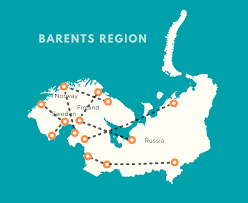 BARENTS REGION
Norway
Finland
Sweden
Russia